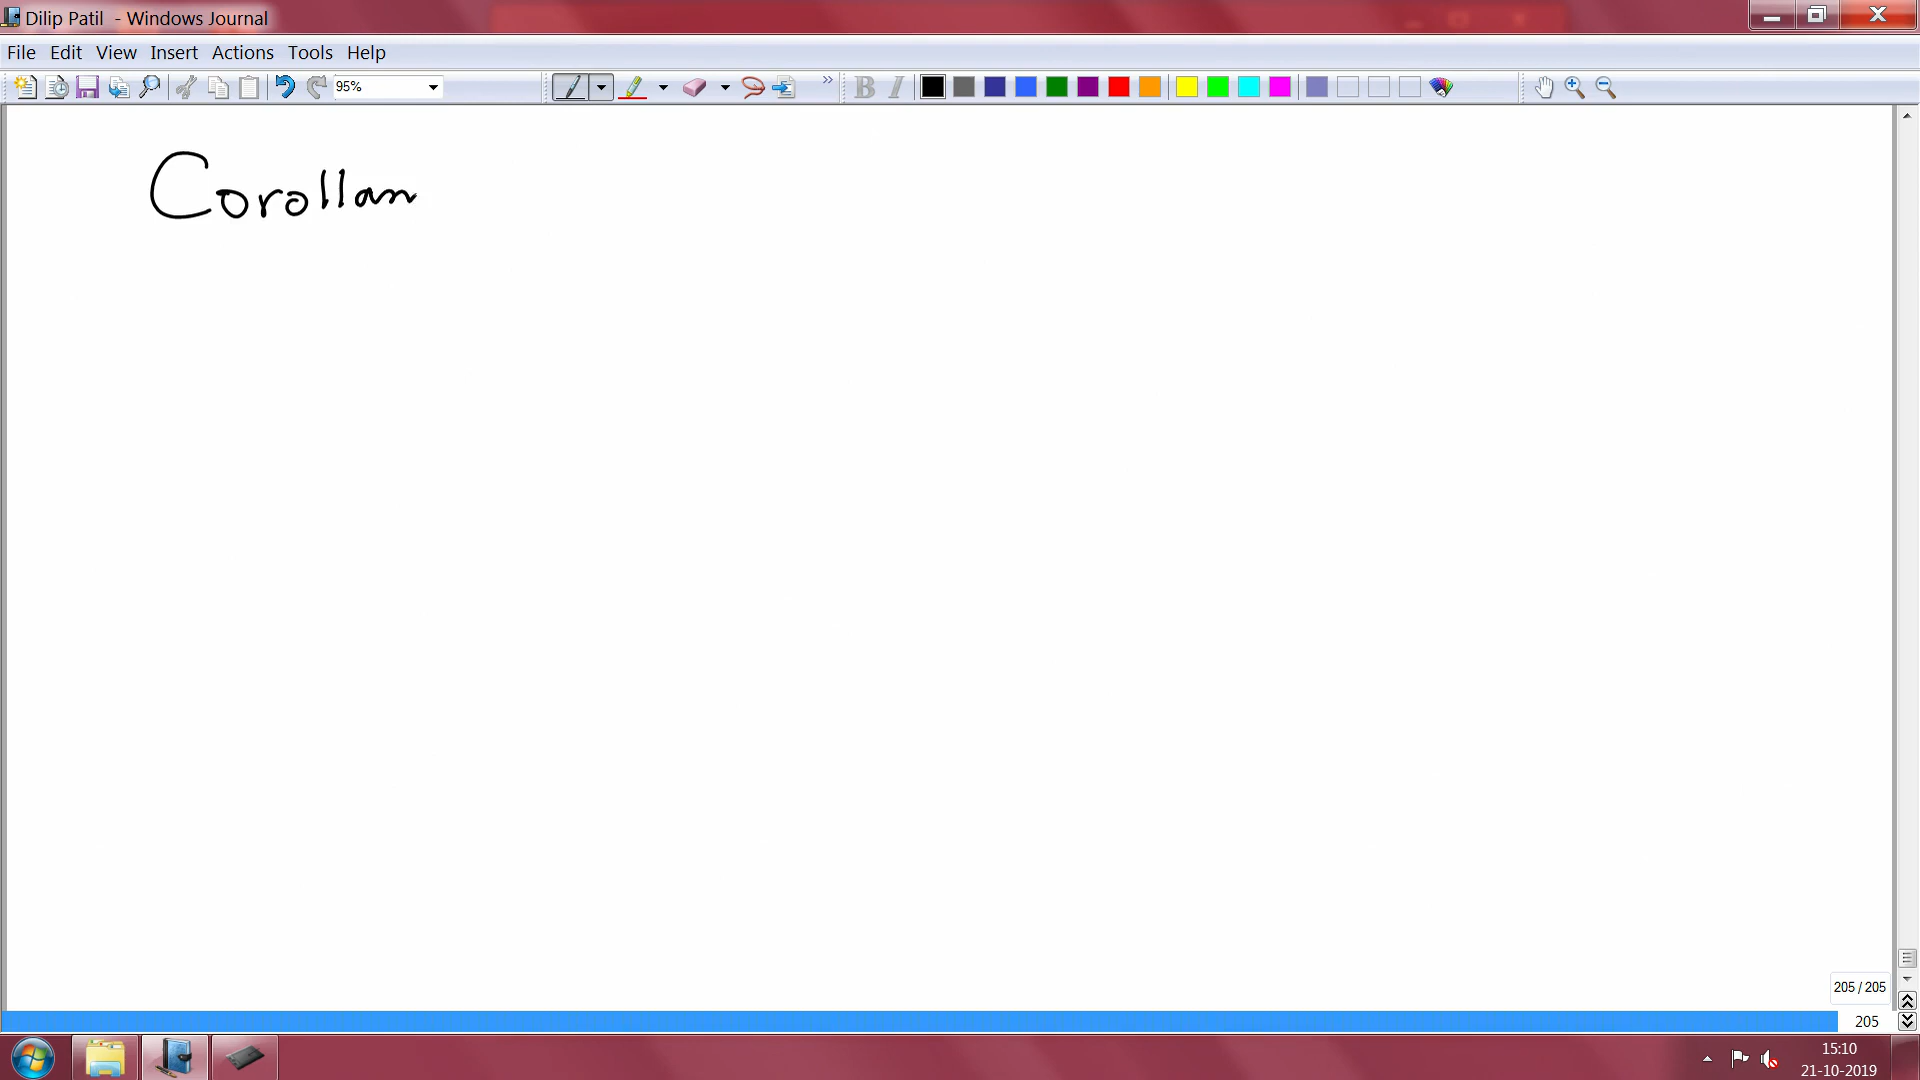 Dilip Patil - Windows Journal
File Edit View Insert Actions Tools Help
95%
B I
Corollan
205 / 205
205
15:10
21-10-2019